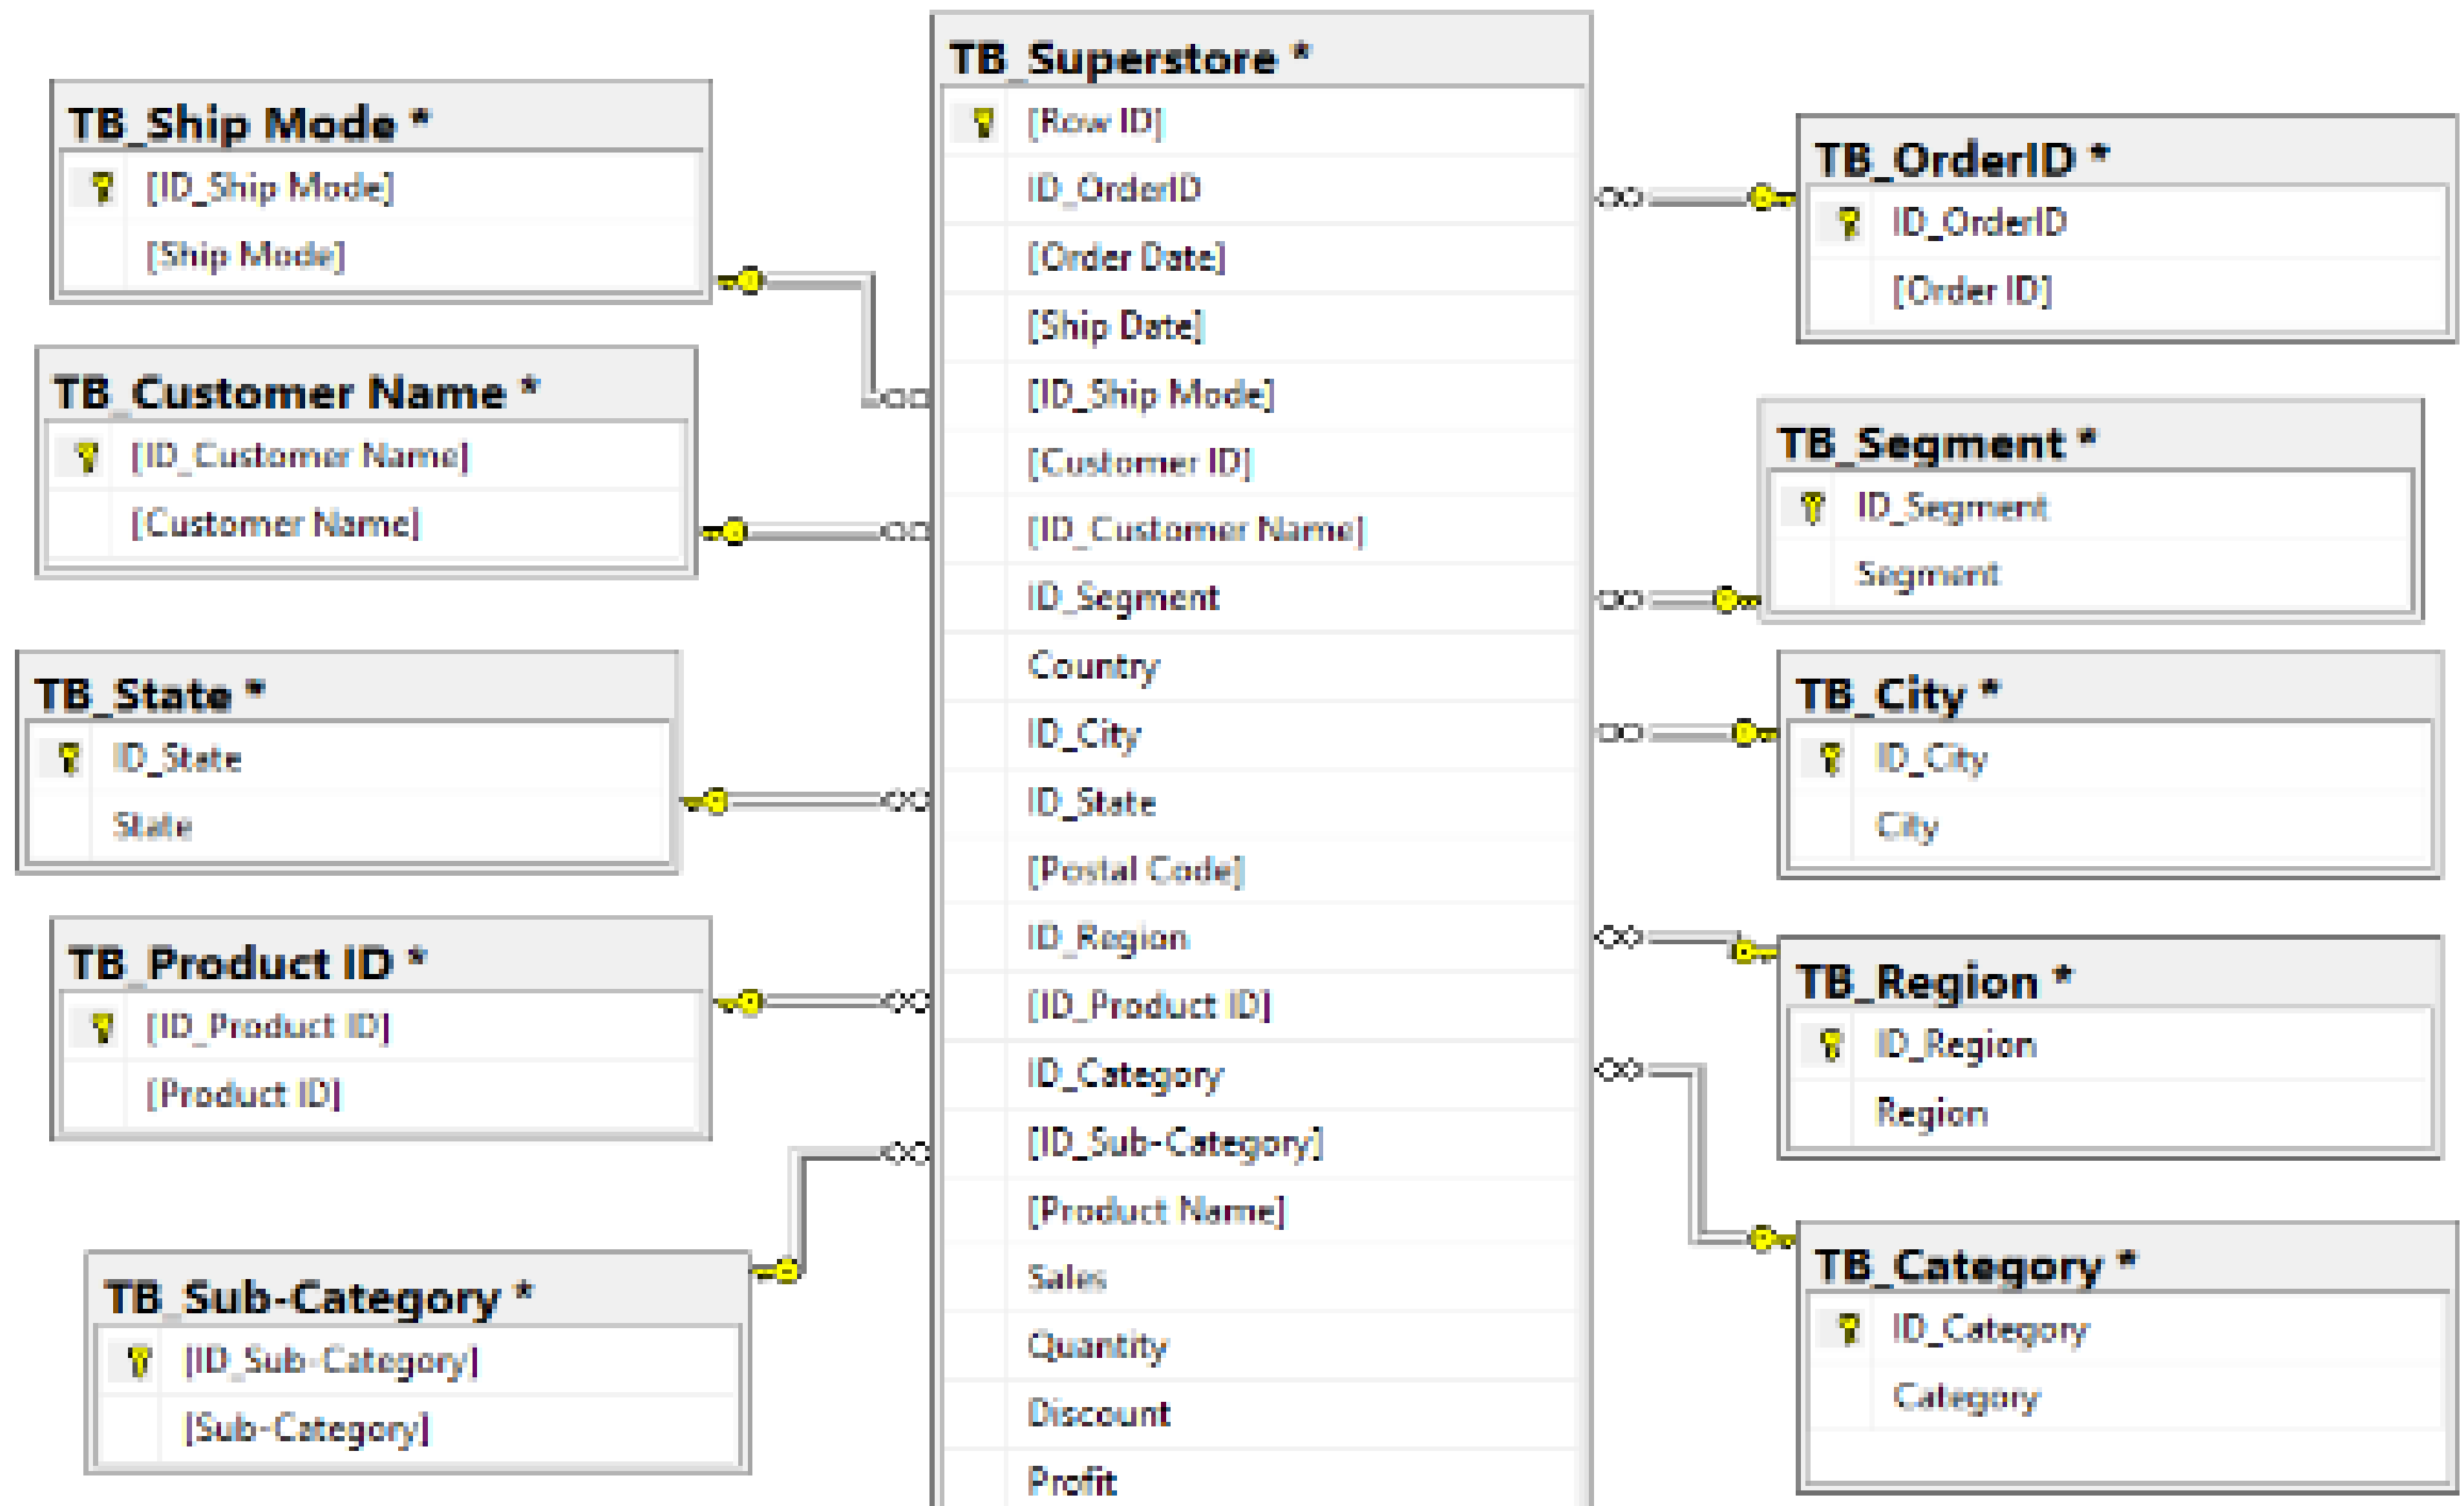 TB_Ship Mode *
[ID_Ship Mode]
[Ship Mode]
TB_Customer Name *
[ID_Customer Name]
[Customer Name]
TB_State *
ID_State
State
TB_Product ID *
[ID_Product ID]
[Product ID]
TB_Sub-Category *
[ID_Sub-Category]
[Sub-Category]
TB_Superstore *
[Row ID]
ID_OrderID
[Order Date]
[Ship Date]
[ID_Ship Mode]
[Customer ID]
[ID_Customer Name]
ID_Segment
Country
ID_City
ID_State
[Postal Code]
ID_Region
[ID_Product ID]
ID_Category
[ID_Sub-Category]
[Product Name]
Sales
Quantity
Discount
Profit
TB_OrderID *
ID_OrderID
[Order ID]
TB_Segment *
ID_Segment
Segment
TB_City *
ID_City
City
TB_Region *
ID_Region
Region
TB_Category *
ID_Category
Category